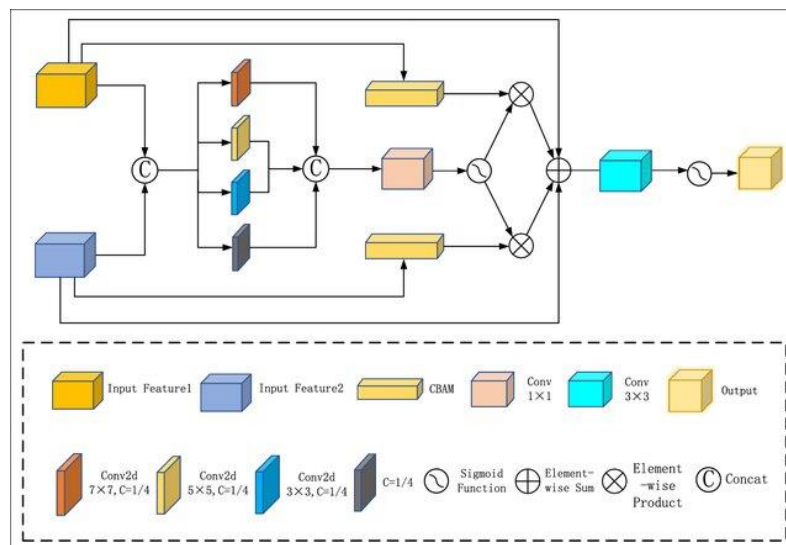 C
C
Input Feature1
Input Feature2
CBAM
Conv
1×1
Conv
3×3
Output
Conv2d
7×7, C=1/4
Conv2d
5×5, C=1/4
Conv2d
3×3, C=1/4
C=1/4
Sigmoid
Function
Element-
wise Sum
Element
-wise
Product
C
Concat